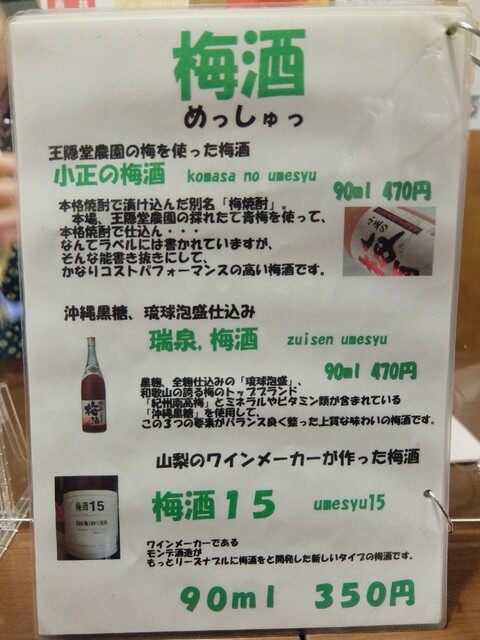 梅酒
めっしゅっ
王隠堂農園の梅を使った梅酒
小正の梅酒 komasa no umesyu
90ml 470円
本格焼酎で漬け込んだ別名「梅焼酎」。
本場、王隠堂農園の採れたて青梅を使って、
本格焼酎で仕込ん・・・
なんてラベルには書かれていますが、
そんな能書き抜きにして、
かなりコストパフォーマンスの高い梅酒です。
沖縄黒糖、琉球泡盛仕込み
瑞泉,梅酒 zuisen umesyu
90ml 470円
黒麹、全麹仕込みの「琉球泡盛」、
和歌山の誇る梅のトップブランド
「紀州南高梅」とミネラルやビタミン類が含まれている
「沖縄黒糖」を使用して、
この3つの要素がバランス良く整った上質な味わいの梅酒です。
梅酒
山梨のワインメーカーが作った梅酒
梅酒15 umesyu15
梅酒15
ワインメーカーである
モンデ酒造が
もっとリーズナブルに梅酒をと開発した新しいタイプの梅酒です。
90ml 350円